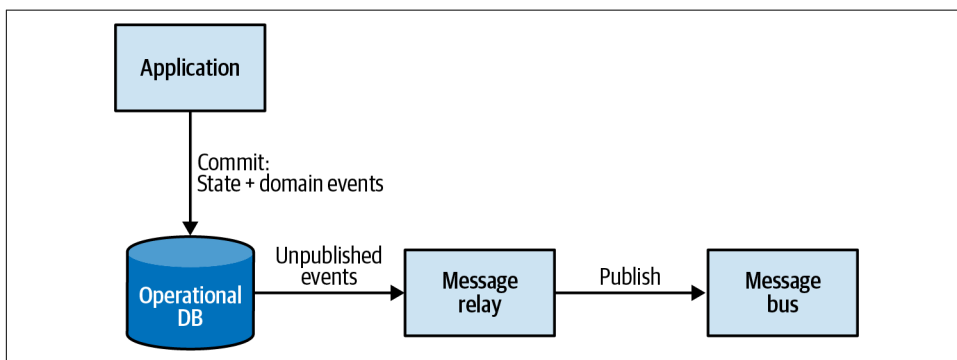 Application
Commit:
State + domain events
Operational
DB
Unpublished
events
Message
relay
Publish
Message
bus